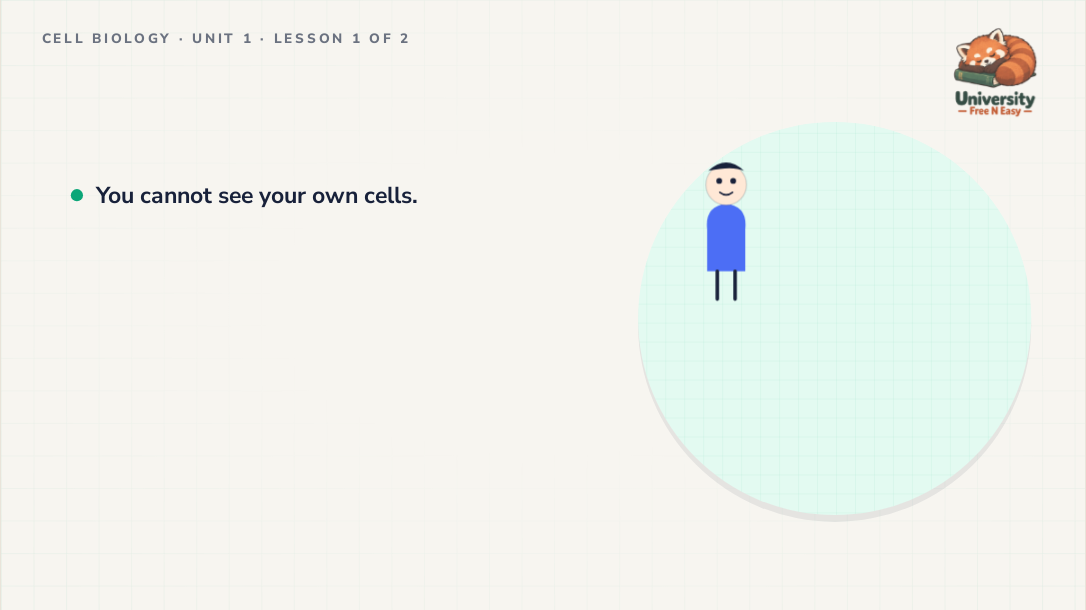 CELL BIOLOGY · UNIT 1 · LESSON 1 OF 2
University
Free N Easy
You cannot see your own cells.